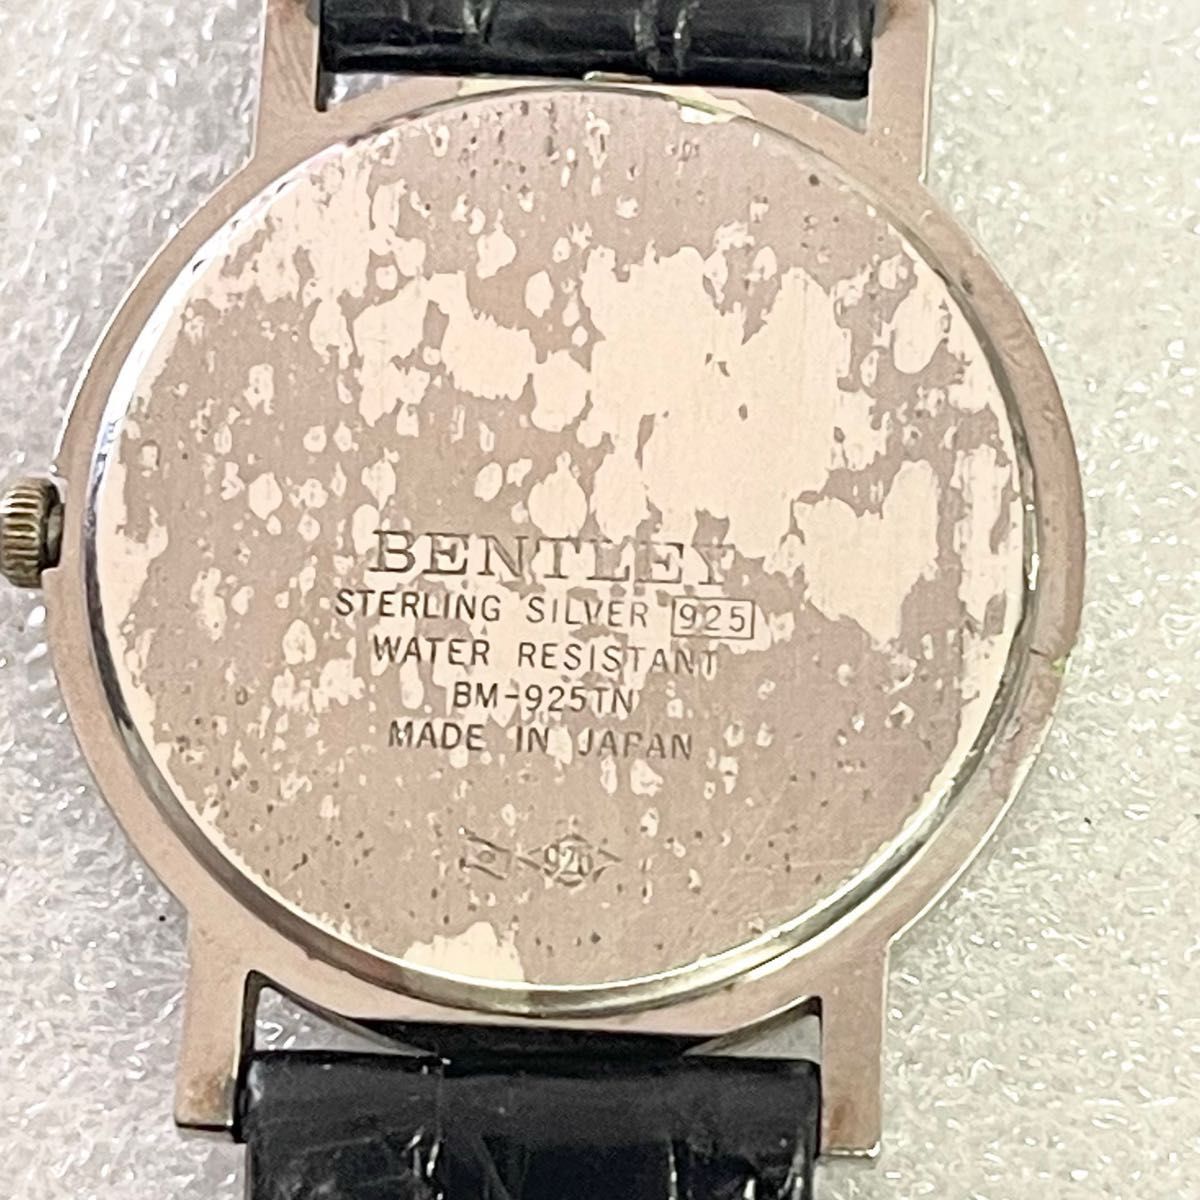 BENTLEY
STERLING SILVER 925
WATER RESISTANT
BM-925TN
MADE IN JAPAN
920